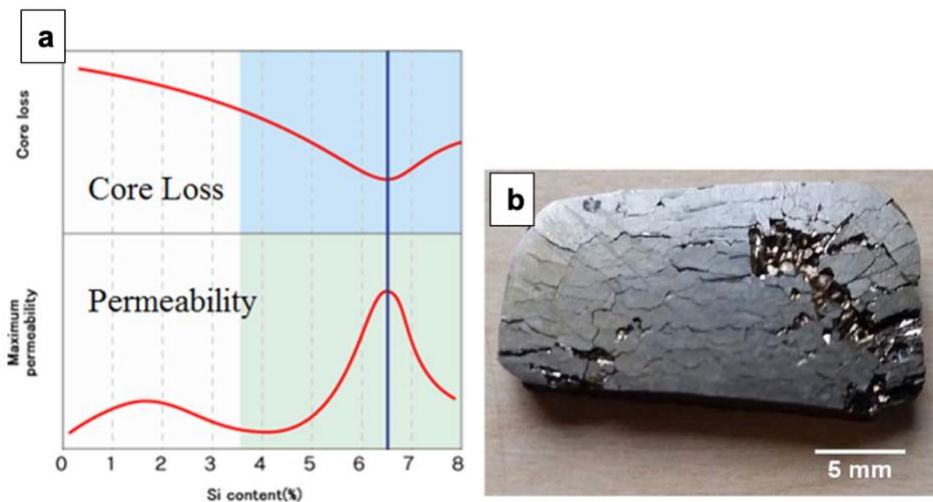 a
Core loss
Core Loss
Maximum
permeability
Permeability
0 1 2 3 4 5 6 7 8
Si content(%)
b
5 mm